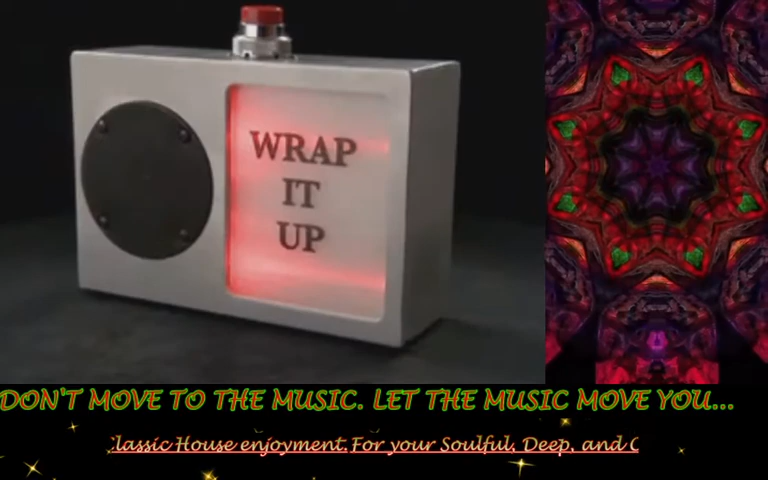 WRAP
IT
UP
DON'T MOVE TO THE MUSIC. LET THE MUSIC MOVE YOU...
lassic House enjoyment.For your Soulful, Deep, and